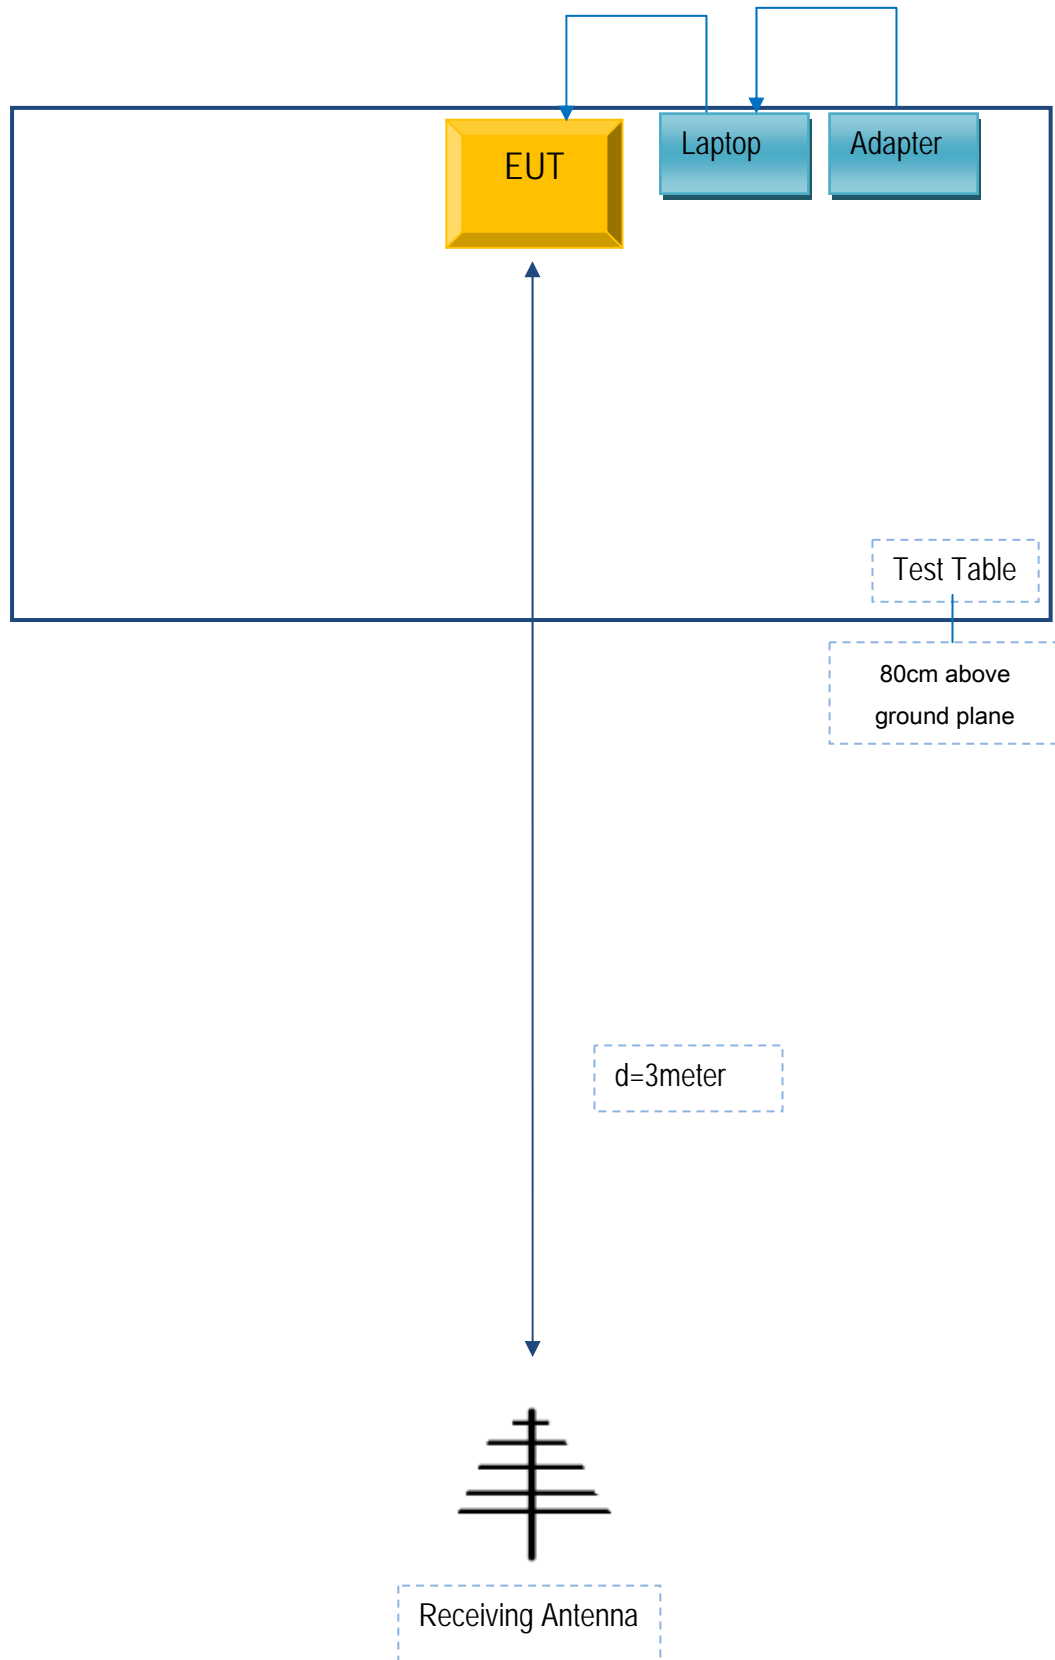 EUT
Laptop
Adapter
Test Table
80cm above
ground plane
d=3meter
Receiving Antenna